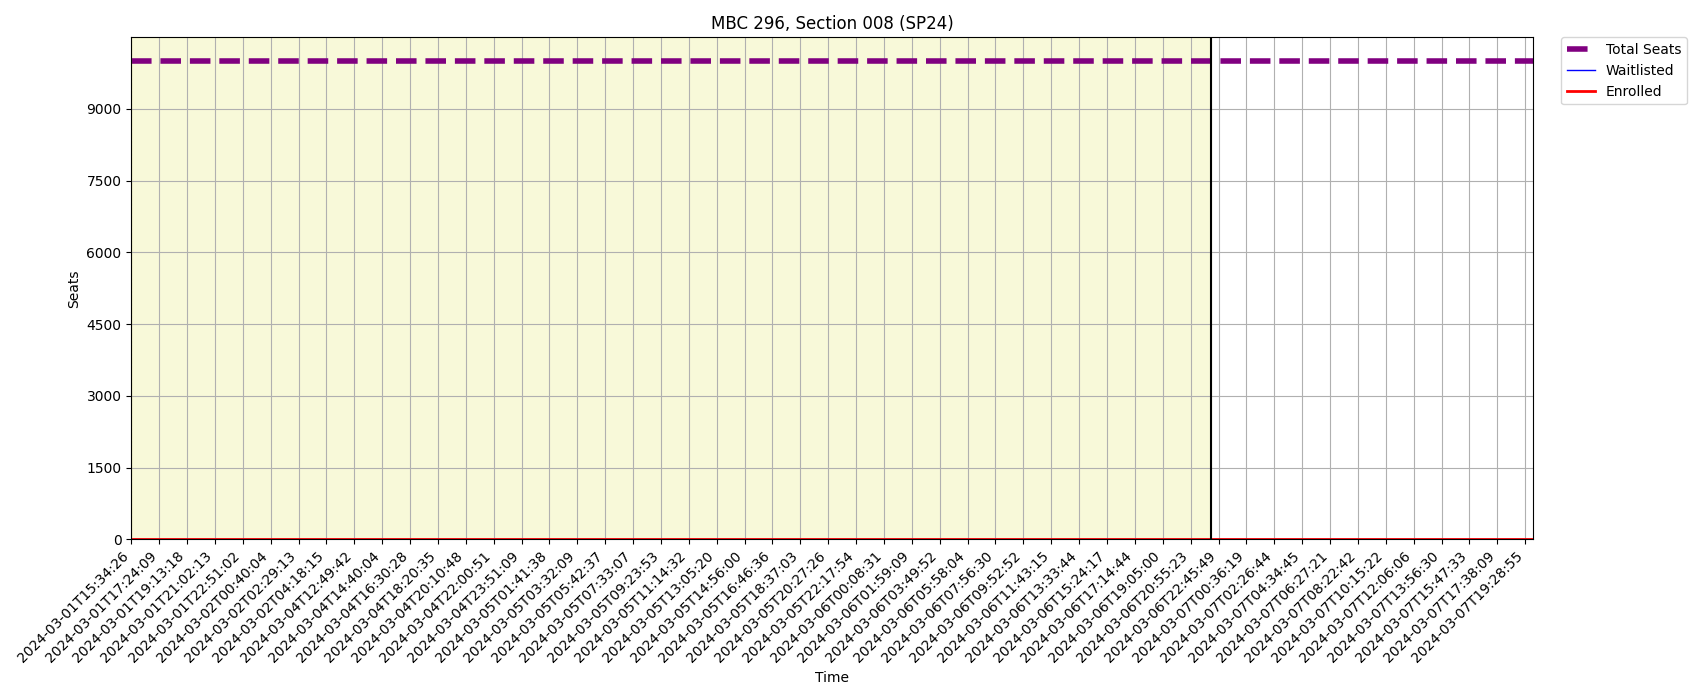 MBC 296, Section 008 (SP24)
Total Seats
Waitlisted
Enrolled
9000
7500
6000
4500
3000
1500
0
Seats
2024-03-01T15:34:26
2024-03-01T17:24:09
2024-03-01T19:13:18
2024-03-01T21:02:13
2024-03-01T22:51:02
2024-03-02T00:40:04
2024-03-02T02:29:13
2024-03-02T04:18:15
2024-03-04T12:49:42
2024-03-04T14:40:04
2024-03-04T16:30:28
2024-03-04T18:20:35
2024-03-04T20:10:48
2024-03-04T22:00:51
2024-03-04T23:51:09
2024-03-05T01:41:38
2024-03-05T03:32:09
2024-03-05T05:42:37
2024-03-05T07:33:07
2024-03-05T09:23:53
2024-03-05T11:14:32
2024-03-05T13:05:20
2024-03-05T14:56:00
2024-03-05T16:46:36
2024-03-05T18:37:03
2024-03-05T20:27:26
2024-03-05T22:17:54
2024-03-06T00:08:31
2024-03-06T01:59:09
2024-03-06T03:49:52
2024-03-06T05:58:04
2024-03-06T07:56:30
2024-03-06T09:52:52
2024-03-06T11:43:15
2024-03-06T13:33:44
2024-03-06T15:24:17
2024-03-06T17:14:44
2024-03-06T19:05:00
2024-03-06T20:55:23
2024-03-06T22:45:49
2024-03-07T00:36:19
2024-03-07T02:26:44
2024-03-07T04:34:45
2024-03-07T06:27:21
2024-03-07T08:22:42
2024-03-07T10:15:22
2024-03-07T12:06:06
2024-03-07T13:56:30
2024-03-07T15:47:33
2024-03-07T17:38:09
2024-03-07T19:28:55
Time